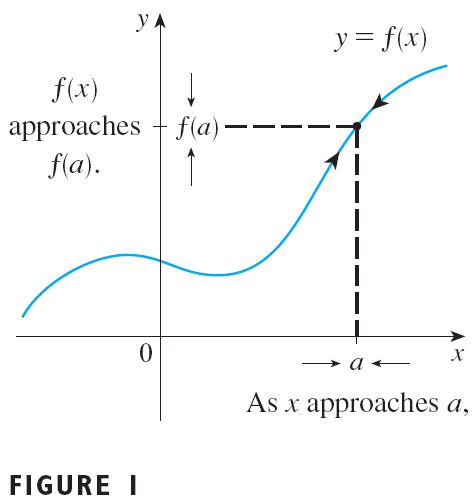 y
y = f(x)
f(x)
approaches
f(a).
f(a)
0
a
x
As x approaches a,
FIGURE 1